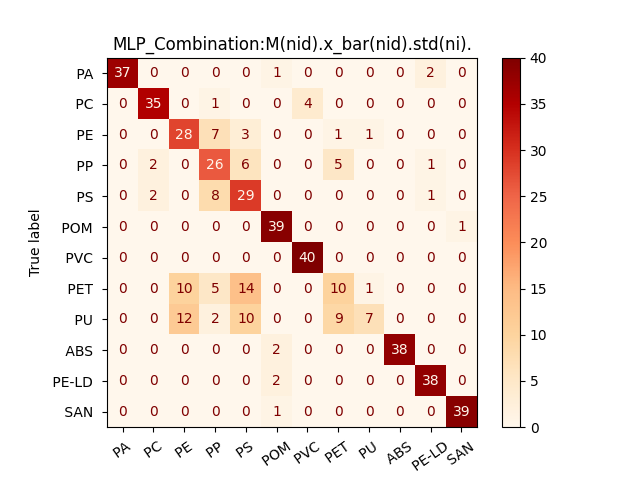 MLP_Combination:M(nid).x_bar(nid).std(ni).
True label
PA 37 0 0 0 0 1 0 0 0 0 2 0
PC 0 35 0 1 0 0 4 0 0 0 0 0
PE 0 0 28 7 3 0 0 1 1 0 0 0
PP 0 2 0 26 6 0 0 5 0 0 1 0
PS 0 2 0 8 29 0 0 0 0 0 1 0
POM 0 0 0 0 0 39 0 0 0 0 0 1
PVC 0 0 0 0 0 0 40 0 0 0 0 0
PET 0 0 10 5 14 0 0 10 1 0 0 0
PU 0 0 12 2 10 0 0 9 7 0 0 0
ABS 0 0 0 0 0 2 0 0 0 38 0 0
PE-LD 0 0 0 0 0 2 0 0 0 0 38 0
SAN 0 0 0 0 0 1 0 0 0 0 0 39
PA PC PE PP PS POM PVC PET PU ABS PE-LD SAN
40
35
30
25
20
15
10
5
0